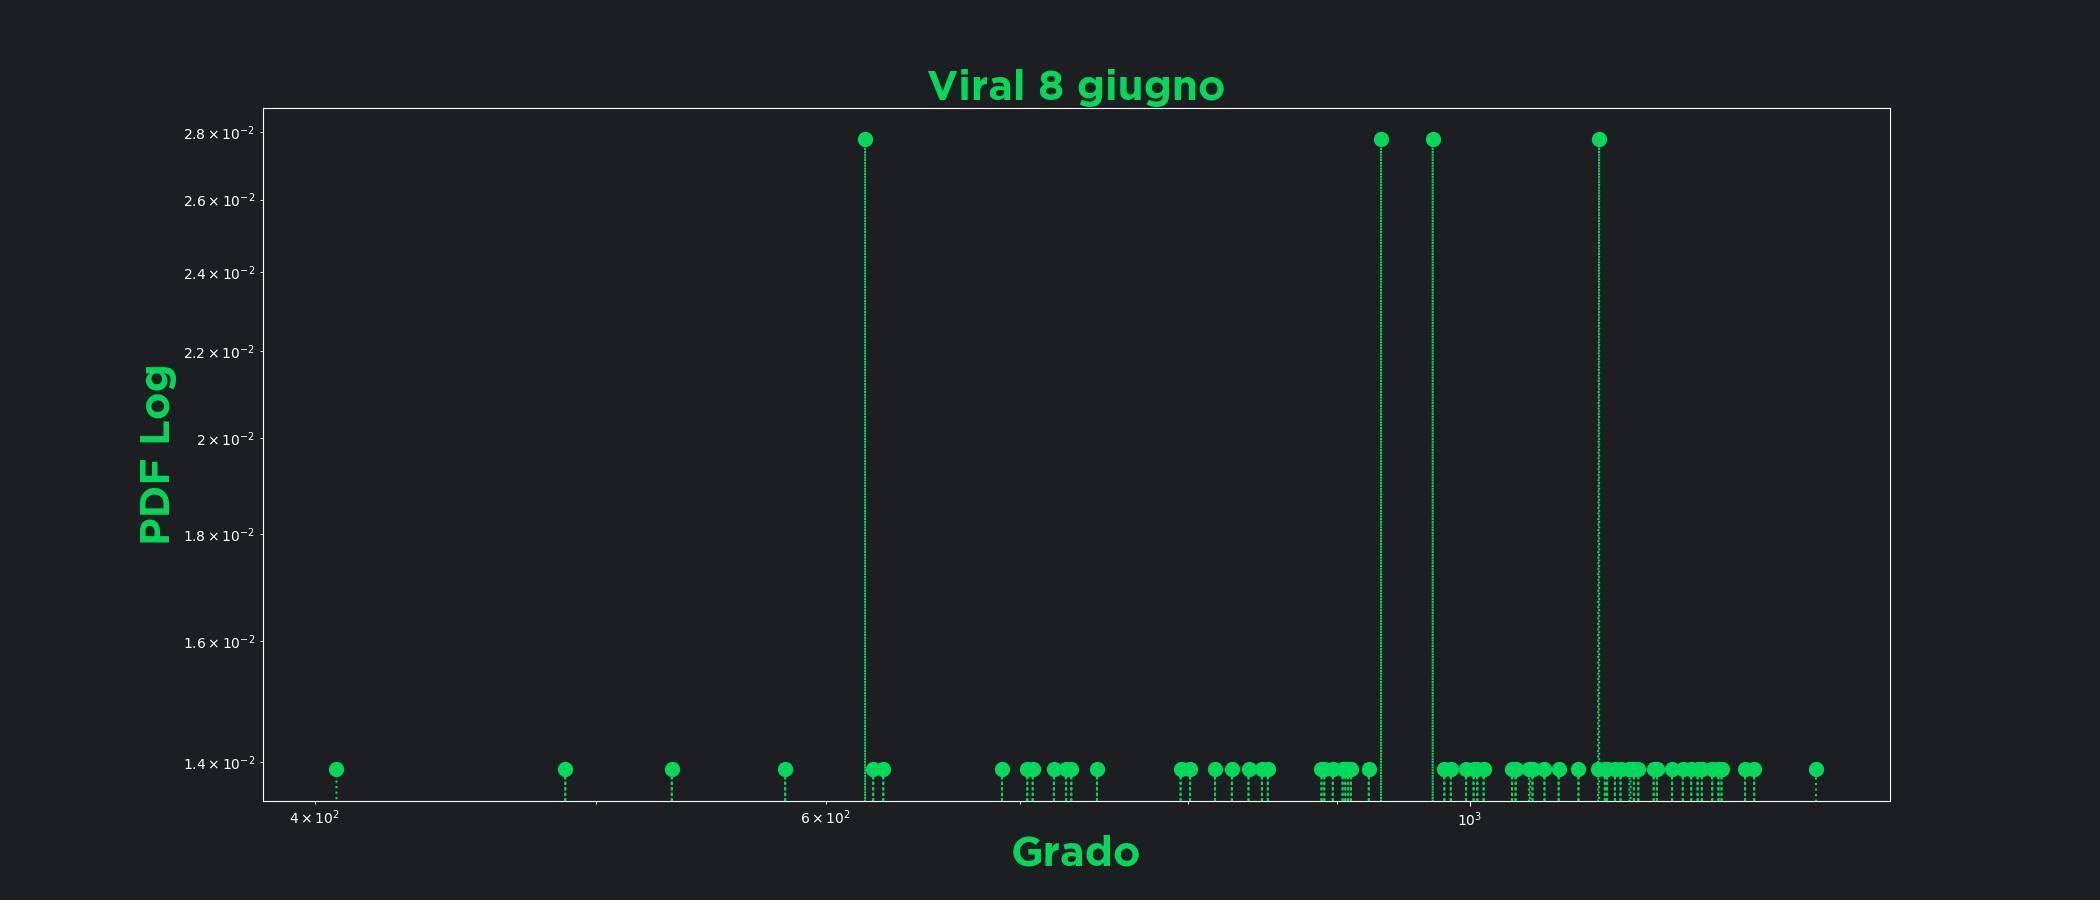 Viral 8 giugno
2.8 × 10⁻²
2.6 × 10⁻²
2.4 × 10⁻²
2.2 × 10⁻²
2 × 10⁻²
1.8 × 10⁻²
1.6 × 10⁻²
1.4 × 10⁻²
PDF Log
4 × 10² 6 × 10² 10³
Grado